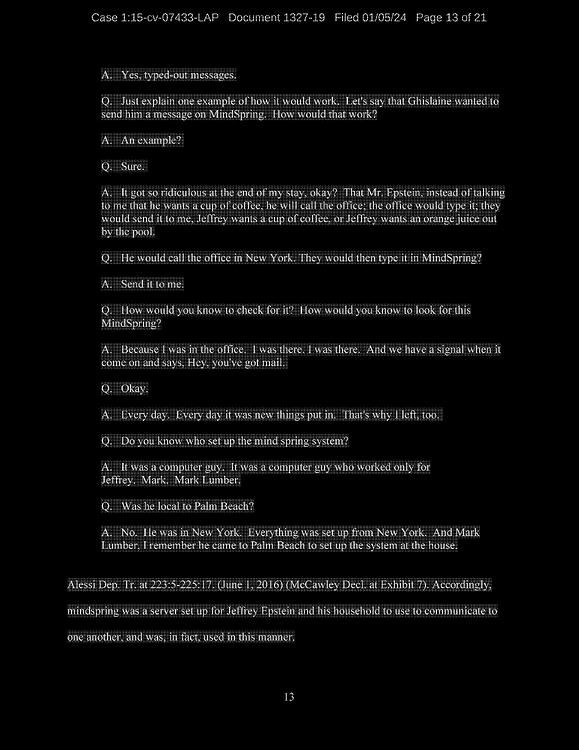 Case 1:15-cv-07433-LAP Document 1327-19 Filed 01/05/24 Page 13 of 21
A. Yes, typed-out messages.
Q. Just explain one example of how it would work. Let's say that Ghislaine wanted to
send him a message on MindSpring. How would that work?
A. An example?
Q. Sure.
A. It got so ridiculous at the end of my stay, okay? That Mr. Epstein, instead of talking
to me that he wants a cup of coffee, he will call the office; the office would type it; they
would send it to me, Jeffrey wants a cup of coffee, or Jeffrey wants an orange juice out
by the pool.
Q. He would call the office in New York. They would then type it in MindSpring?
A. Send it to me.
Q. How would you know to check for it? How would you know to look for this
MindSpring?
A. Because I was in the office. I was there. I was there. And we have a signal when it
come on and says, Hey, you've got mail.
Q. Okay.
A. Every day. Every day it was new things put in. That's why I left, too.
Q. Do you know who set up the mind spring system?
A. It was a computer guy. It was a computer guy who worked only for
Jeffrey. Mark. Mark Lumber.
Q. Was he local to Palm Beach?
A. No. He was in New York. Everything was set up from New York. And Mark
Lumber, I remember he came to Palm Beach to set up the system at the house.
Alessi Dep. Tr. at 223:5-225:17. (June 1, 2016) (McCawley Decl. at Exhibit 7). Accordingly,
mindspring was a server set up for Jeffrey Epstein and his household to use to communicate to
one another, and was, in fact, used in this manner.
13